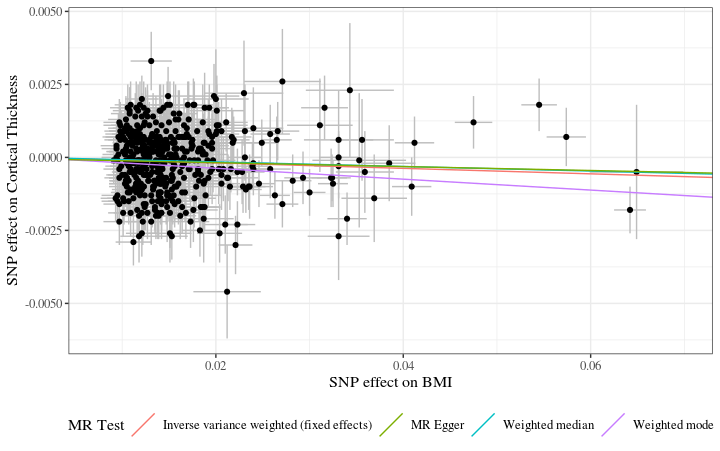 0.0050
0.0025
0.0000
-0.0025
-0.0050
SNP effect on Cortical Thickness
0.02
0.04
0.06
SNP effect on BMI
MR Test
Inverse variance weighted (fixed effects)
MR Egger
Weighted median
Weighted mode